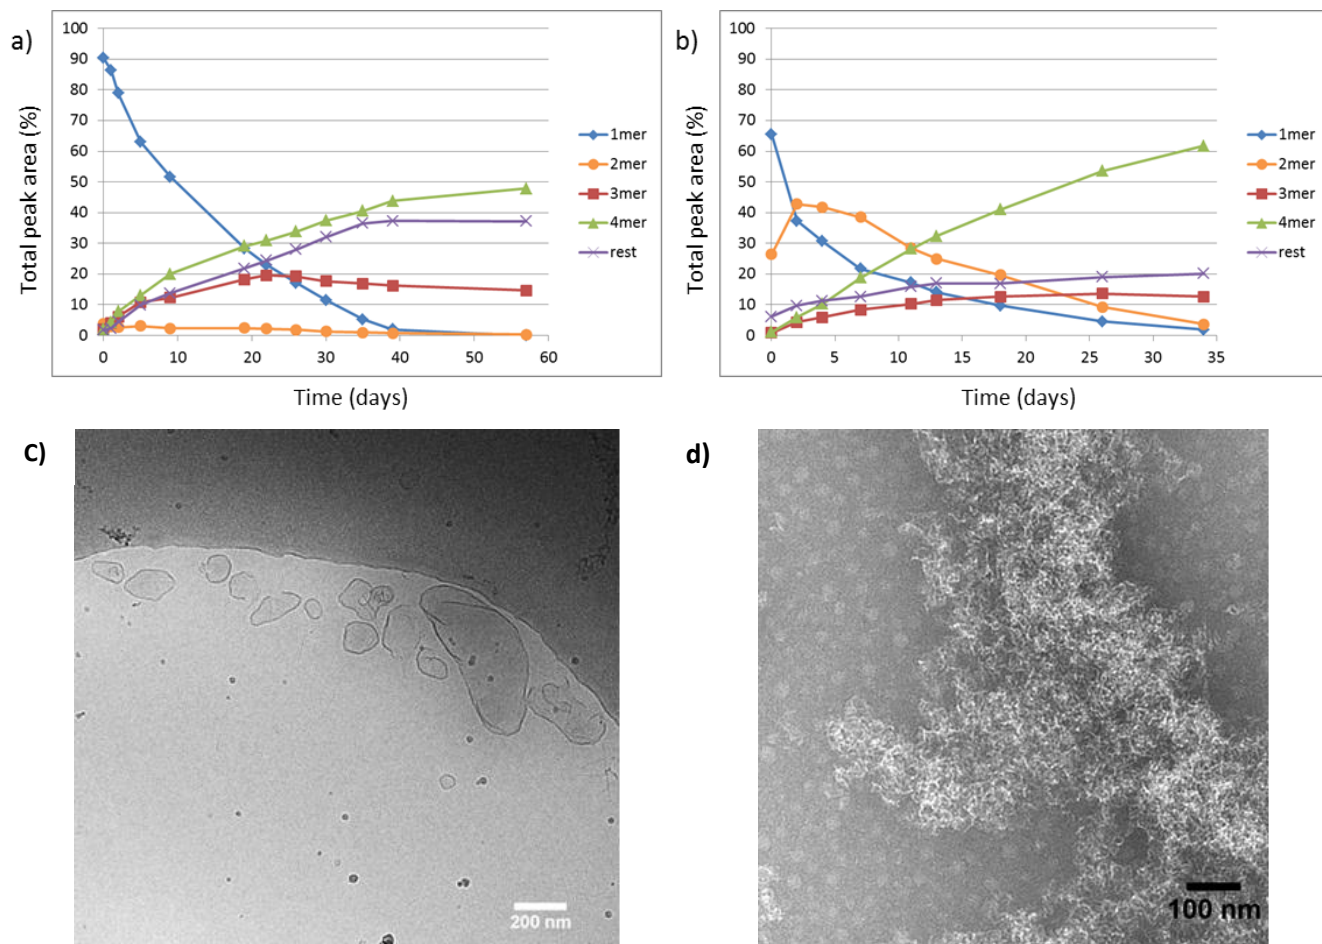 a)
Total peak area (%)
100
90
80
70
60
50
40
30
20
10
0
0 10 20 30 40 50 60
Time (days)
1mer
2mer
3mer
4mer
rest
b)
Total peak area (%)
100
90
80
70
60
50
40
30
20
10
0
0 5 10 15 20 25 30 35
Time (days)
1mer
2mer
3mer
4mer
rest
c)
200 nm
d)
100 nm